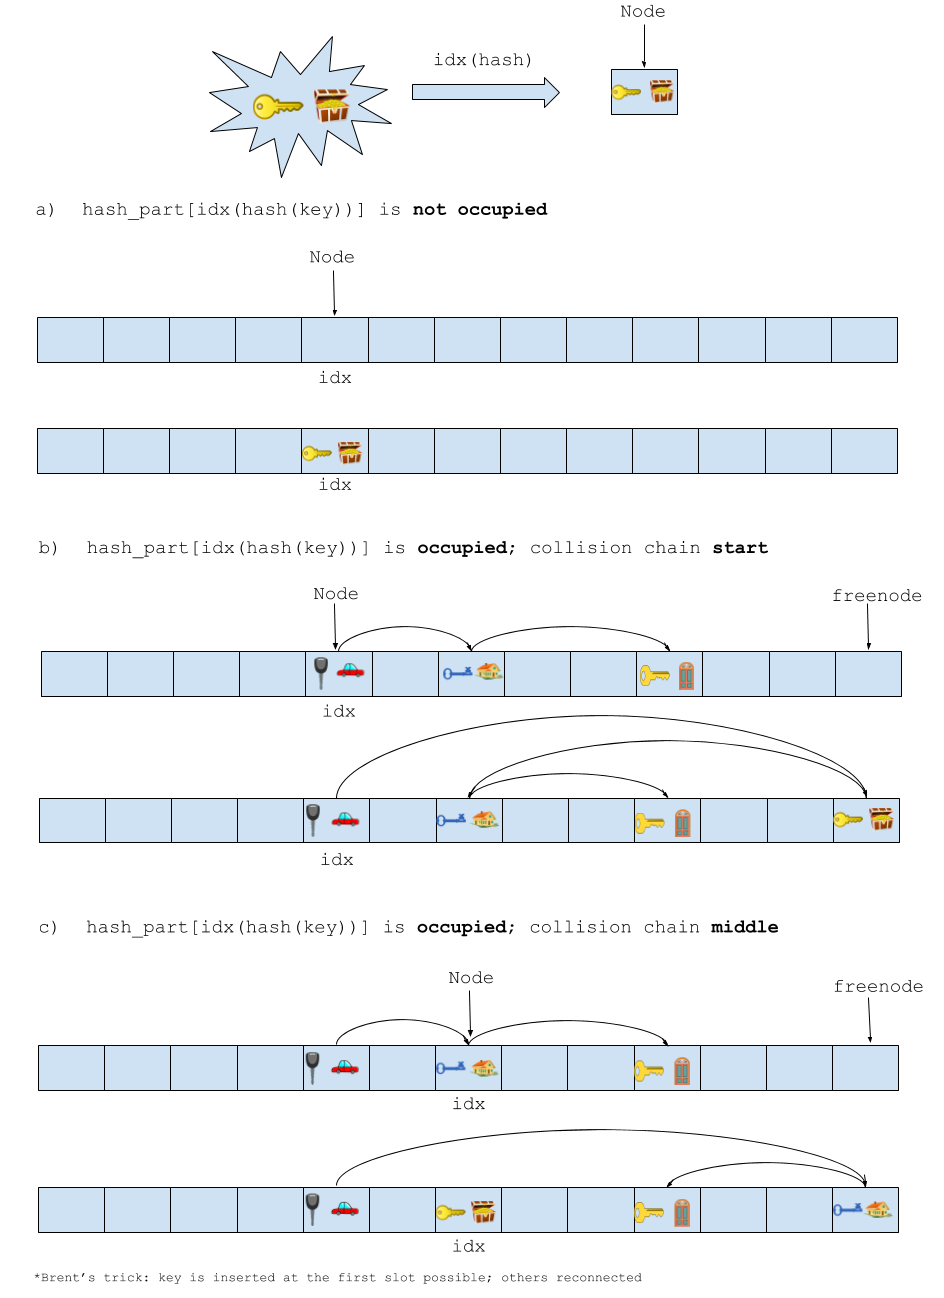 Node
idx(hash)
a) hash_part[idx(hash(key))] is not occupied
Node
idx
idx
b) hash_part[idx(hash(key))] is occupied; collision chain start
Node
freenode
idx
idx
c) hash_part[idx(hash(key))] is occupied; collision chain middle
Node
freenode
idx
idx
*Brent's trick: key is inserted at the first slot possible; others reconnected